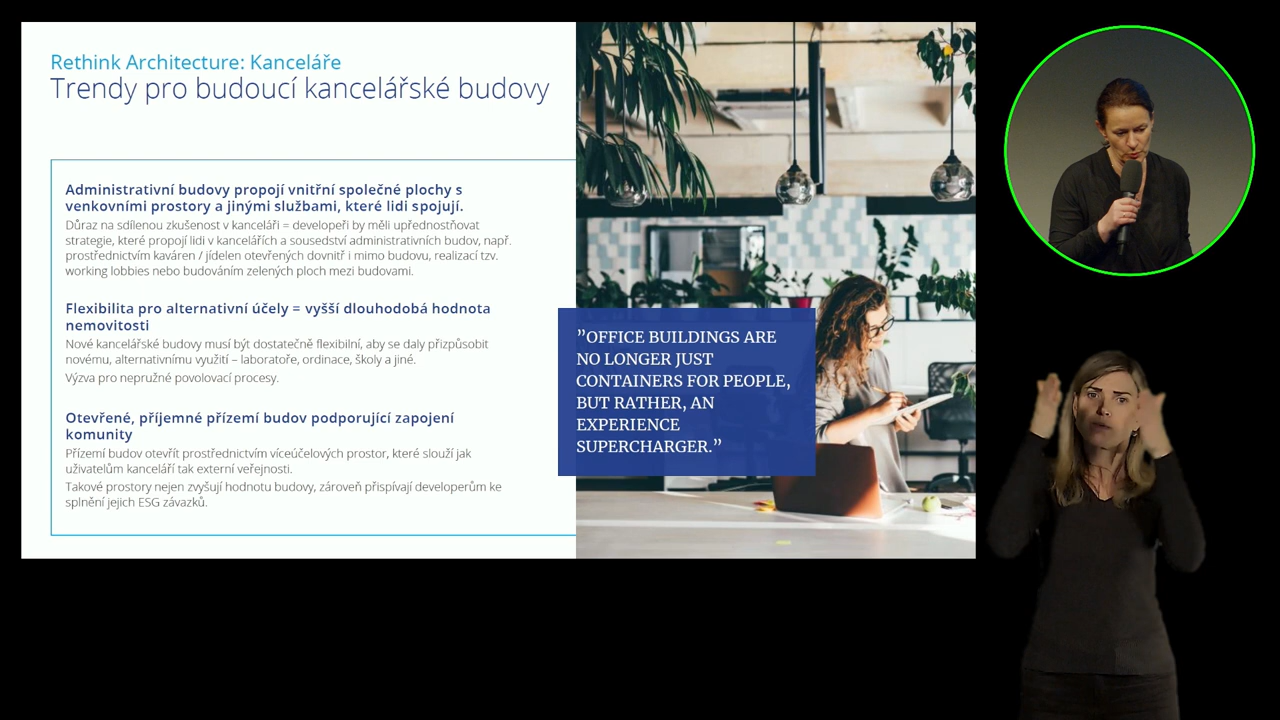 Rethink Architecture: Kanceláře
Trendy pro budoucí kancelářské budovy
Administrativní budovy propojí vnitřní společné plochy s
venkovními prostory a jinými službami, které lidi spojují.
Důraz na sdílenou zkušenost v kanceláři = developeři by měli upřednostňovat
strategie, které propojí lidi v kancelářích a sousedství administrativních budov, např.
prostřednictvím kaváren / jídelen otevřených dovnitř i mimo budovu, realizací tzv.
working lobbies nebo budováním zelených ploch mezi budovami.
Flexibilita pro alternativní účely = vyšší dlouhodobá hodnota
nemovitosti
Nové kancelářské budovy musí být dostatečně flexibilní, aby se daly přizpůsobit
novému, alternativnímu využití – laboratoře, ordinace, školy a jiné.
Výzva pro nepružné povolovací procesy.
Otevřené, příjemné přízemí budov podporující zapojení
komunity
Přízemí budov otevřít prostřednictvím víceúčelových prostor, které slouží jak
uživatelům kanceláří tak externí veřejnosti.
Takové prostory nejen zvyšují hodnotu budovy, zároveň přispívají developerům ke
splnění jejich ESG závazků.
”OFFICE BUILDINGS ARE
NO LONGER JUST
CONTAINERS FOR PEOPLE,
BUT RATHER, AN
EXPERIENCE
SUPERCHARGER.”